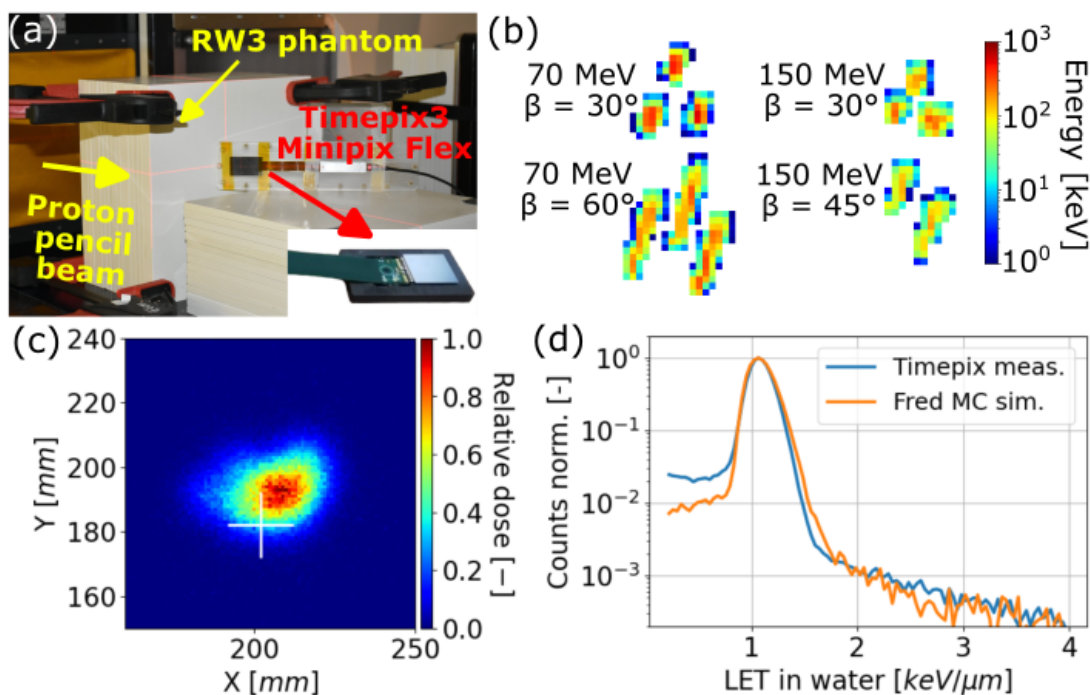 (a)
RW3 phantom
Timepix3
Minipix Flex
Proton
pencil
beam
(b)
70 MeV
β = 30°
150 MeV
β = 30°
70 MeV
β = 60°
150 MeV
β = 45°
10³
10²
10¹
10⁰
Energy [keV]
(c)
240
220
200
180
160
Y [mm]
200
250
X [mm]
1.0
0.8
0.6
0.4
0.2
0.0
Relative dose [−]
(d)
Timepix meas.
Fred MC sim.
10⁰
10⁻¹
10⁻²
10⁻³
Counts norm. [-]
1
2
3
4
LET in water [keV/μm]